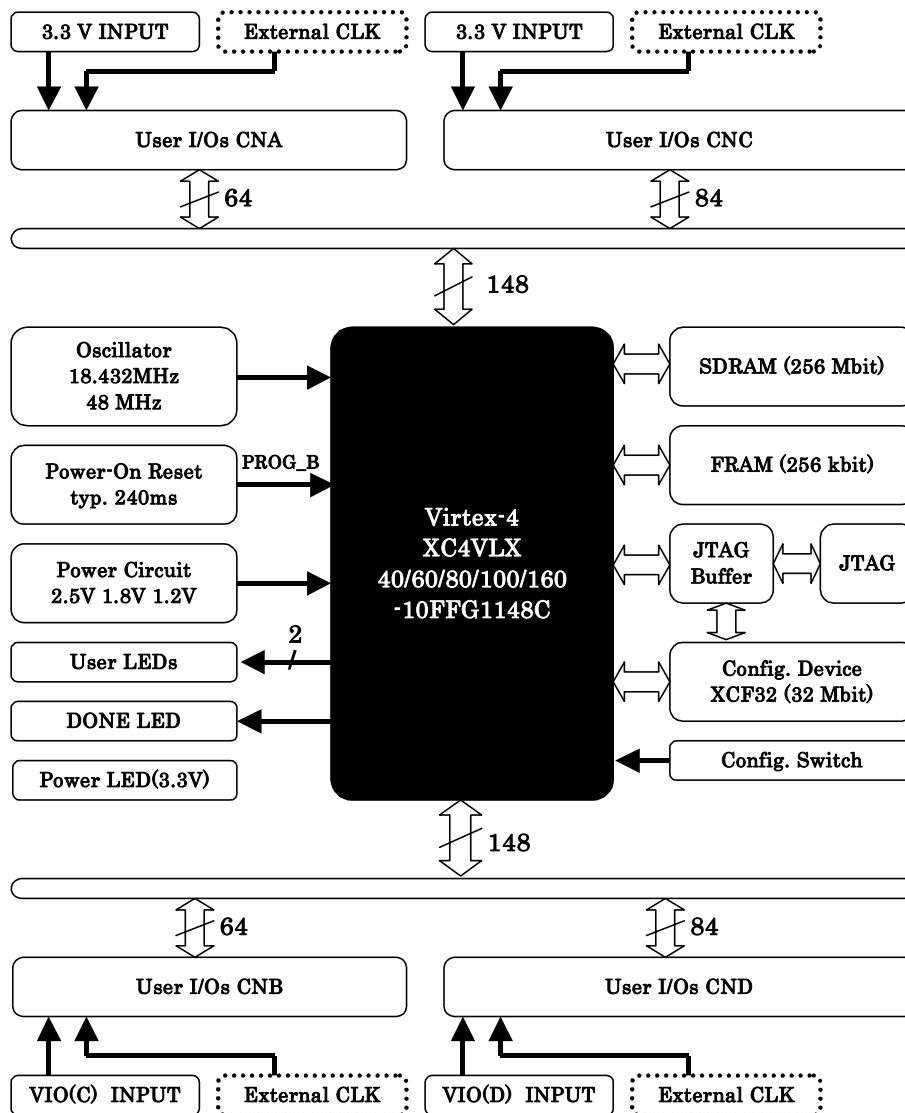 3.3 V INPUT
External CLK
3.3 V INPUT
External CLK
User I/Os CNA
User I/Os CNC
64
84
148
Oscillator
18.432MHz
48 MHz
SDRAM (256 Mbit)
Power-On Reset
typ. 240ms
PROG_B
FRAM (256 kbit)
Virtex-4
XC4VLX
40/60/80/100/160
-10FFG1148C
Power Circuit
2.5V 1.8V 1.2V
JTAG
Buffer
JTAG
User LEDs
2
Config. Device
XCF32 (32 Mbit)
DONE LED
Config. Switch
Power LED(3.3V)
148
64
84
User I/Os CNB
User I/Os CND
VIO(C) INPUT
External CLK
VIO(D) INPUT
External CLK